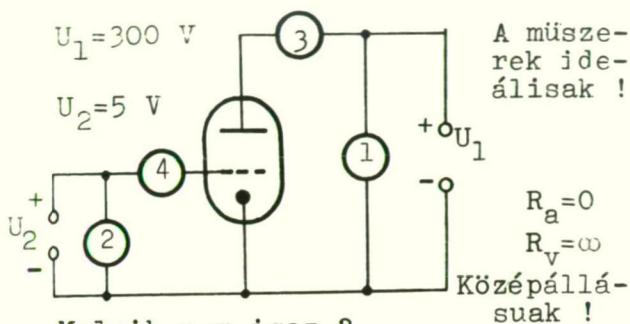 U₁=300 V
U₂=5 V
A müsze-
rek ide-
álisak !
3
4
1
2
+
U₁
-
+
U₂
-
Rₐ=0
Rᵥ=∞
Középállá-
suak !